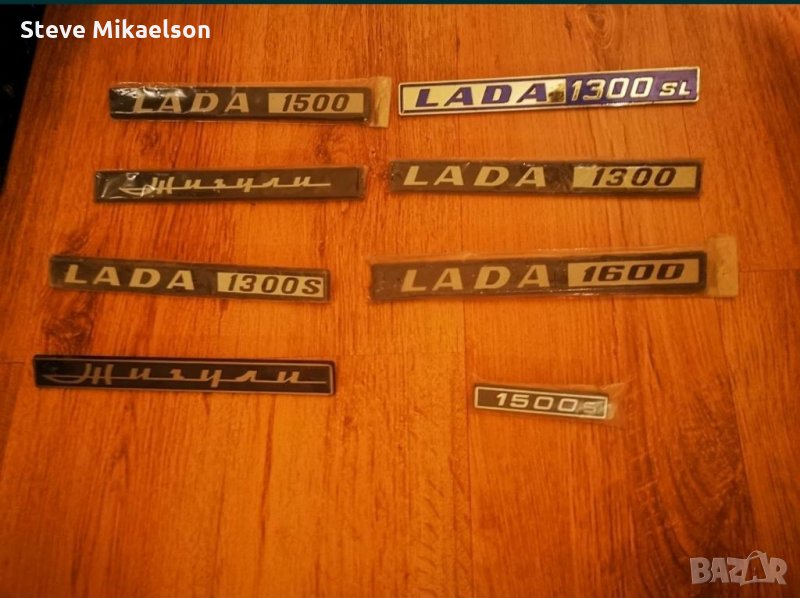 Steve Mikaelson
LADA 1500
LADA 1300 SL
Жигули
LADA 1300
LADA 1300S
LADA 1600
Жигули
1500S
BAZAR